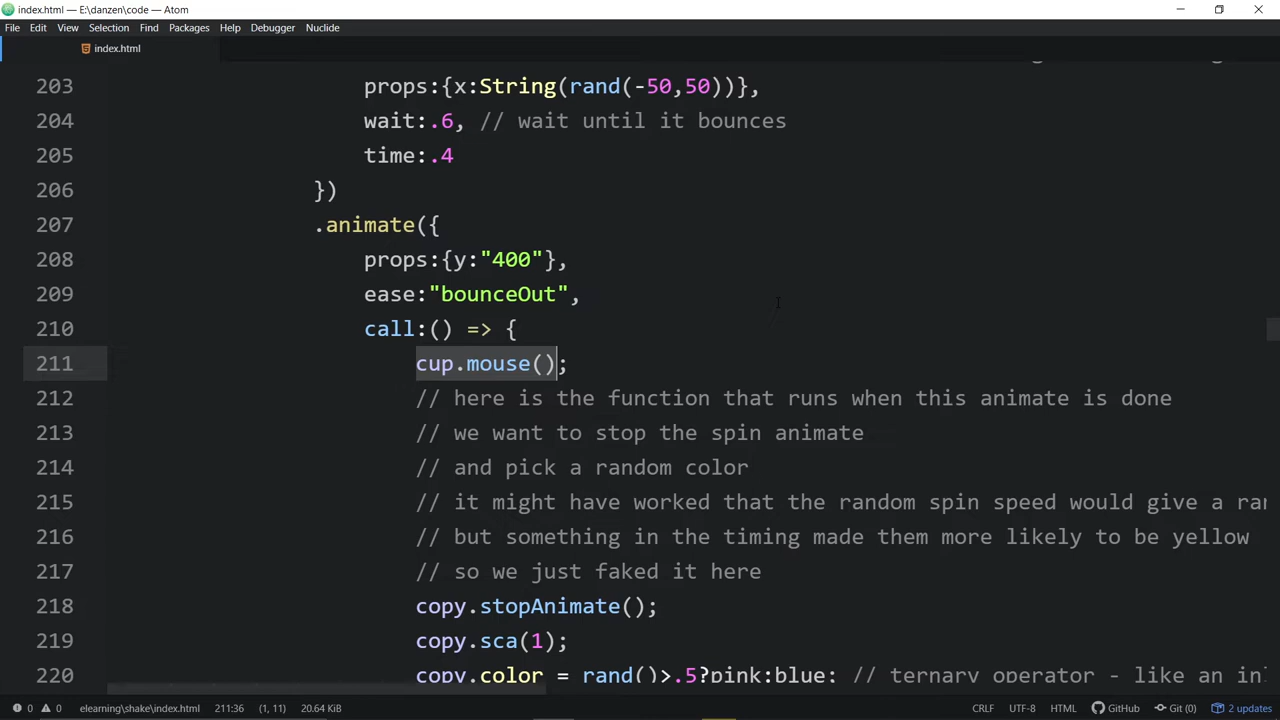 index.html — E:\danzen\code — Atom
File Edit View Selection Find Packages Help Debugger Nuclide
index.html
203 props:{x:String(rand(-50,50))},
204 wait:.6, // wait until it bounces
205 time:.4
206 })
207 .animate({
208 props:{y:"400"},
209 ease:"bounceOut",
210 call:() => {
211 cup.mouse();
212 // here is the function that runs when this animate is done
213 // we want to stop the spin animate
214 // and pick a random color
215 // it might have worked that the random spin speed would give a ran
216 // but something in the timing made them more likely to be yellow
217 // so we just faked it here
218 copy.stopAnimate();
219 copy.sca(1);
220 copy.color = rand()>.5?pink:blue; // ternary operator - like an inl
0 0 elearning\shake\index.html 211:36 (1, 11) 20.64 KiB CRLF UTF-8 HTML GitHub Git (0) 2 updates